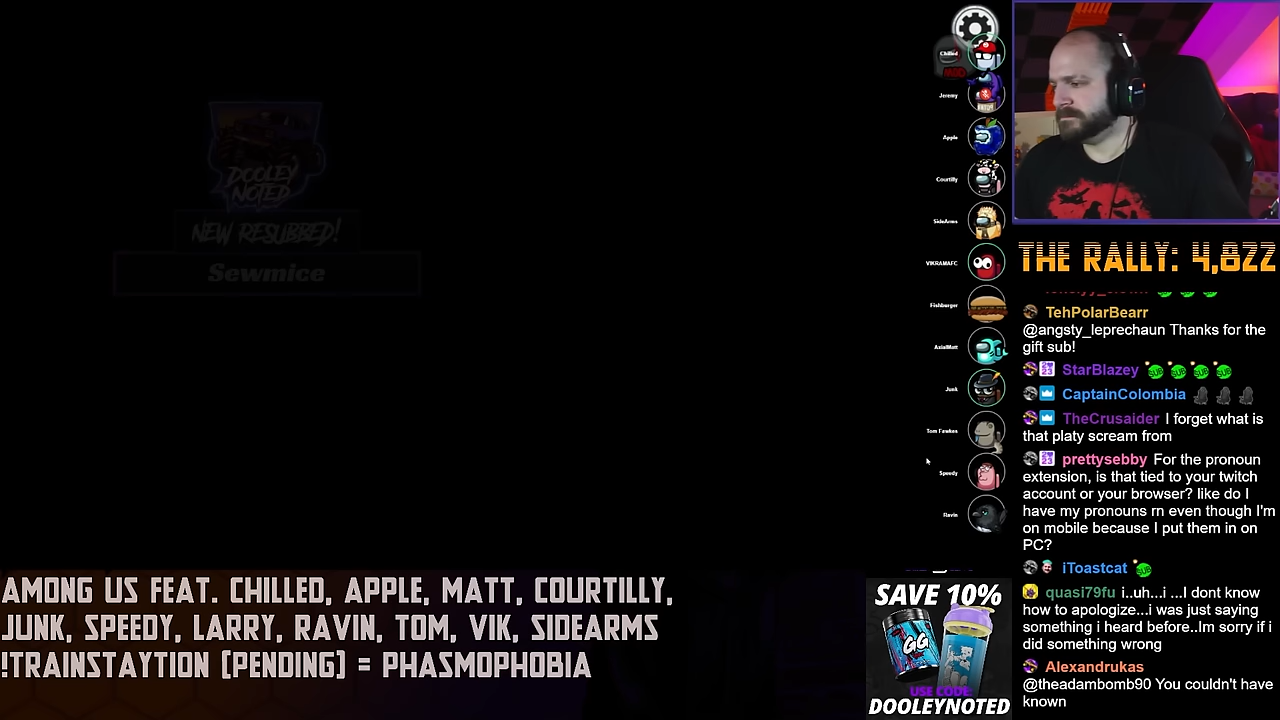 DOOLEY
NOTED
NEW RESUBBED!
Sewmice
Chilled
MOD
Jeremy
Apple
Courtilly
SideArms
VIKRAMAFC
Fishburger
AsialMatt
Junk
Tom Fawkes
Speedy
Ravin
THE RALLY: 4,822
TehPolarBearr
@angsty_leprechaun Thanks for the
gift sub!
StarBlazey
CaptainColombia
TheCrusaider I forget what is
that platy scream from
prettysebby For the pronoun
extension, is that tied to your twitch
account or your browser? like do I
have my pronouns rn even though I'm
on mobile because I put them in on
PC?
iToastcat
quasi79fu i..uh...i ...I dont know
how to apologize...i was just saying
something i heard before..Im sorry if i
did something wrong
Alexandrukas
@theadambomb90 You couldn't have
known
AMONG US FEAT. CHILLED, APPLE, MATT, COURTILLY,
JUNK, SPEEDY, LARRY, RAVIN, TOM, VIK, SIDEARMS
!TRAINSTAYTION (PENDING) = PHASMOPHOBIA
SAVE 10%
GG
USE CODE:
DOOLEYNOTED